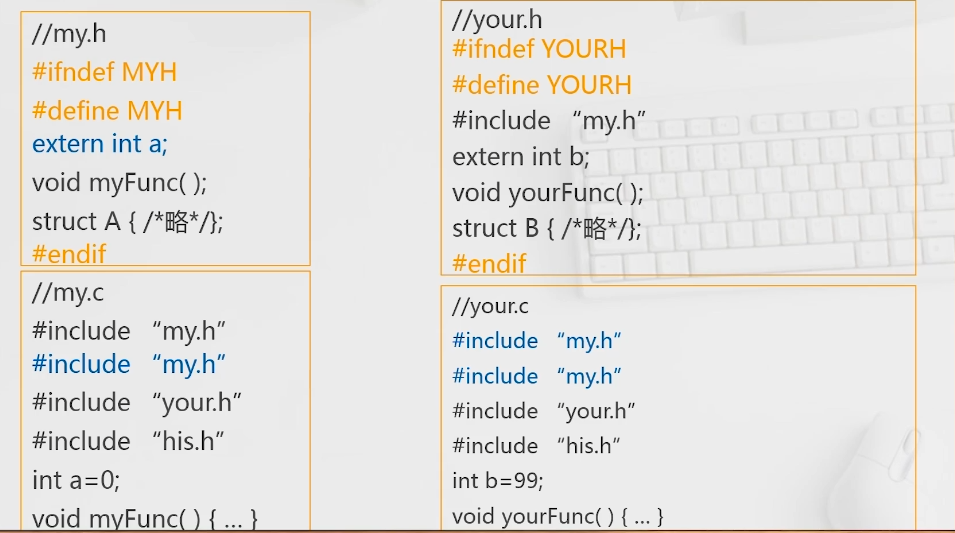 //my.h
#ifndef MYH
#define MYH
extern int a;
void myFunc( );
struct A { /*略*/};
#endif
//my.c
#include “my.h”
#include “my.h”
#include “your.h”
#include “his.h”
int a=0;
void myFunc( ) { ... }
//your.h
#ifndef YOURH
#define YOURH
#include “my.h”
extern int b;
void yourFunc( );
struct B { /*略*/};
#endif
//your.c
#include “my.h“
#include “my.h“
#include “your.h”
#include “his.h”
int b=99;
void yourFunc( ) { ... }